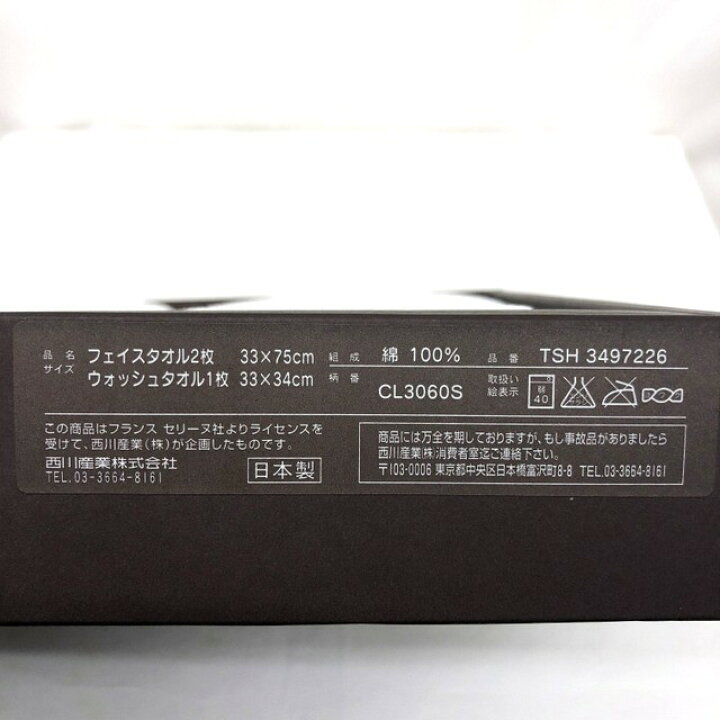 品名 サイズ フェイスタオル2枚 33×75cm 組成 綿 100% 品番 TSH 3497226
ウォッシュタオル1枚 33×34cm 柄番 CL3060S 取扱い絵表示 弱 40
この商品はフランス セリーヌ社よりライセンスを
受けて、西川産業(株)が企画したものです。
西川産業株式会社
TEL.03-3664-8161
日本製
商品には万全を期しておりますが、もし事故品がありましたら
西川産業(株)消費者室迄ご連絡下さい。
〒103-0006 東京都中央区日本橋富沢町8-8 TEL.03-3664-8161